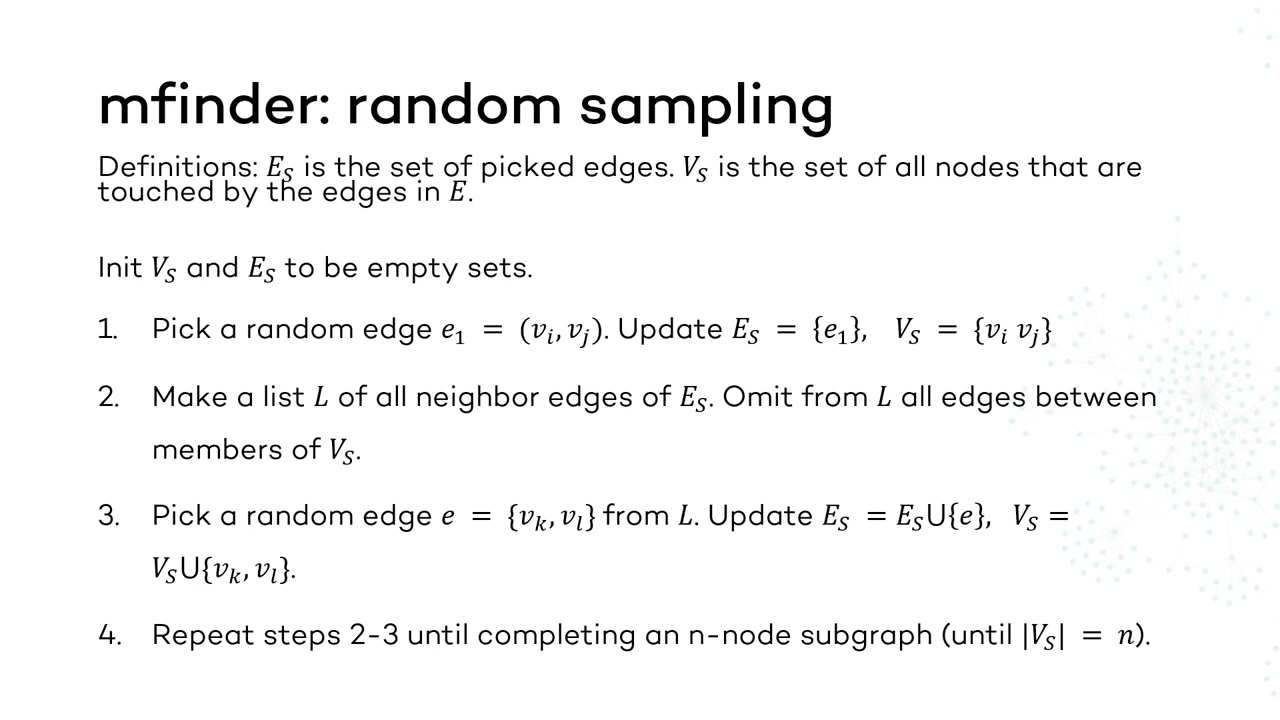 mfinder: random sampling
Definitions: E_S is the set of picked edges. V_S is the set of all nodes that are
touched by the edges in E.
Init V_S and E_S to be empty sets.
1. Pick a random edge e_1 = (v_i, v_j). Update E_S = {e_1}, V_S = {v_i v_j}
2. Make a list L of all neighbor edges of E_S. Omit from L all edges between
members of V_S.
3. Pick a random edge e = {v_k, v_l} from L. Update E_S = E_S U{e}, V_S =
V_S U{v_k, v_l}.
4. Repeat steps 2-3 until completing an n-node subgraph (until |V_S| = n).